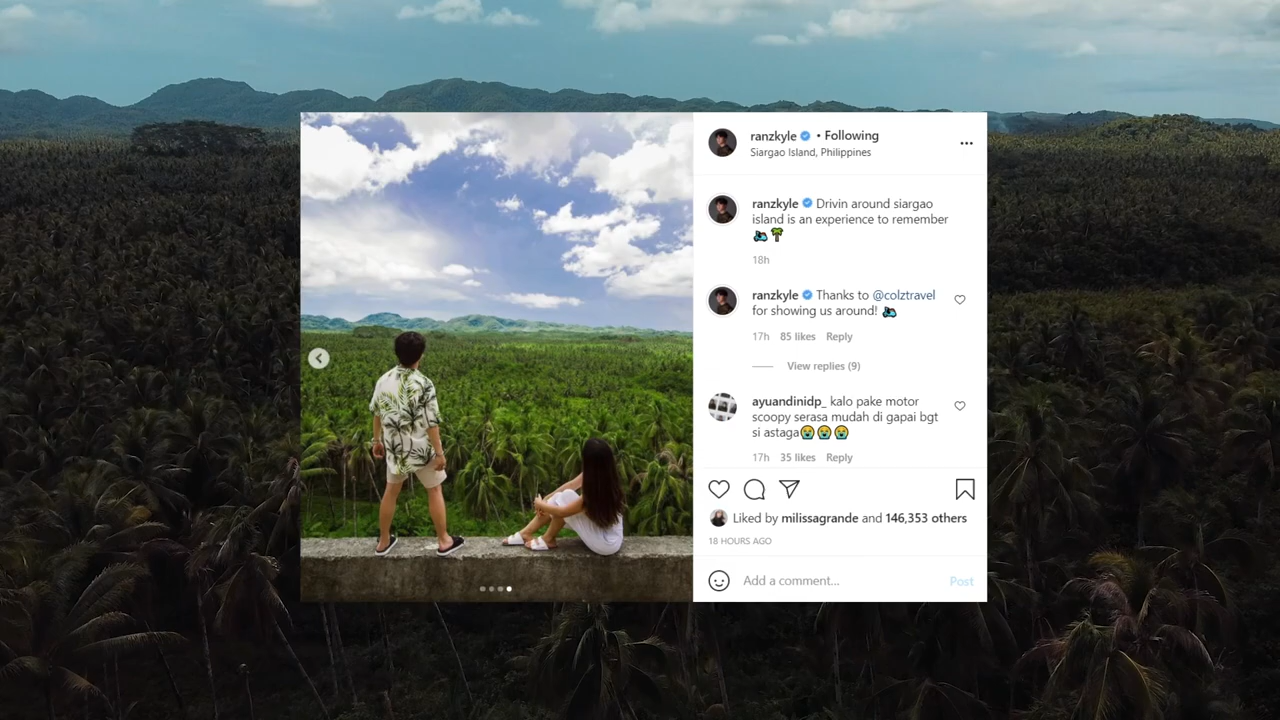 ranzkyle • Following
Siargao Island, Philippines
ranzkyle Drivin around siargao
island is an experience to remember
🛵🌴
18h
ranzkyle Thanks to @colztravel
for showing us around! 🛵
17h 85 likes Reply
View replies (9)
ayuandinidp_ kalo pake motor
scoopy serasa mudah di gapai bgt
si astaga😭😭😭
17h 35 likes Reply
Liked by milissagrande and 146,353 others
18 HOURS AGO
Add a comment...
Post